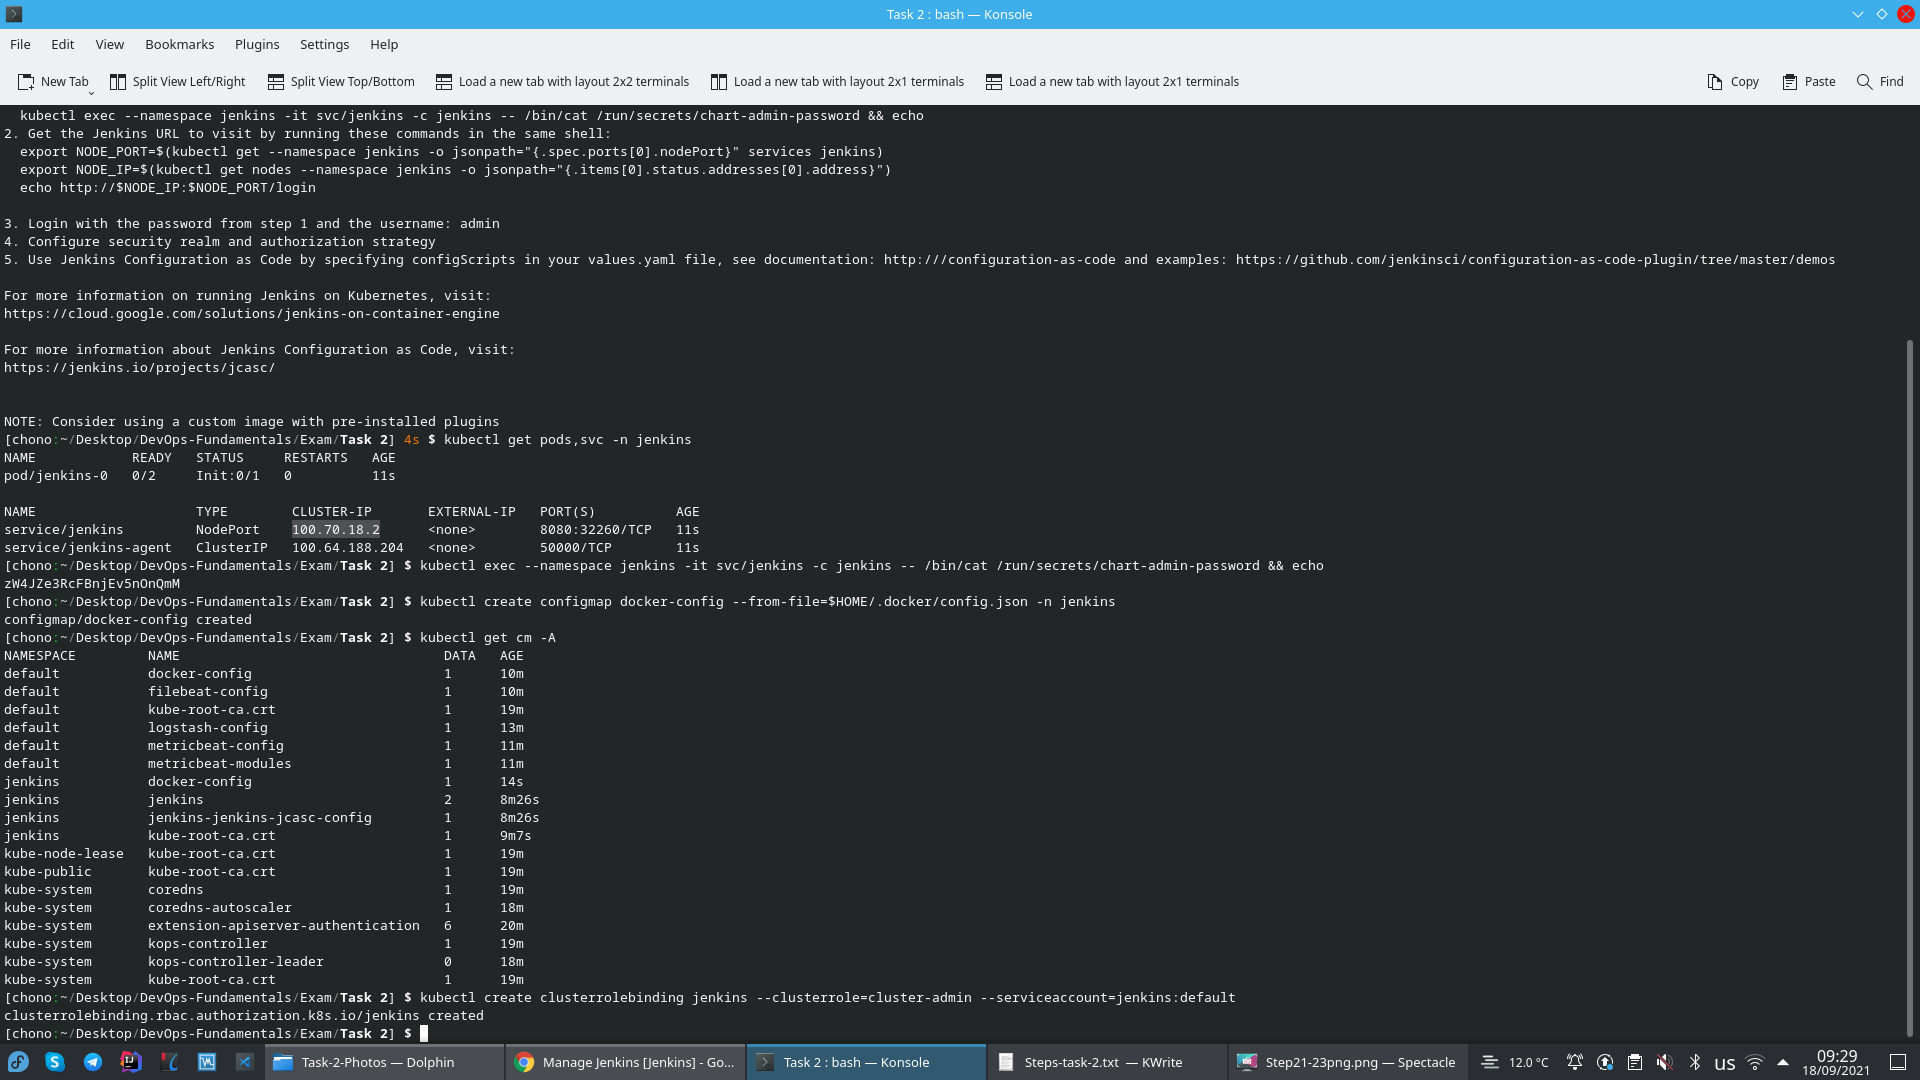 Task 2 : bash — Konsole
File Edit View Bookmarks Plugins Settings Help
New Tab Split View Left/Right Split View Top/Bottom Load a new tab with layout 2x2 terminals Load a new tab with layout 2x1 terminals Load a new tab with layout 2x1 terminals Copy Paste Find
  kubectl exec --namespace jenkins -it svc/jenkins -c jenkins -- /bin/cat /run/secrets/chart-admin-password && echo
2. Get the Jenkins URL to visit by running these commands in the same shell:
  export NODE_PORT=$(kubectl get --namespace jenkins -o jsonpath="{.spec.ports[0].nodePort}" services jenkins)
  export NODE_IP=$(kubectl get nodes --namespace jenkins -o jsonpath="{.items[0].status.addresses[0].address}")
  echo http://$NODE_IP:$NODE_PORT/login
3. Login with the password from step 1 and the username: admin
4. Configure security realm and authorization strategy
5. Use Jenkins Configuration as Code by specifying configScripts in your values.yaml file, see documentation: http:///configuration-as-code and examples: https://github.com/jenkinsci/configuration-as-code-plugin/tree/master/demos
For more information on running Jenkins on Kubernetes, visit:
https://cloud.google.com/solutions/jenkins-on-container-engine
For more information about Jenkins Configuration as Code, visit:
https://jenkins.io/projects/jcasc/
NOTE: Consider using a custom image with pre-installed plugins
[chono:~/Desktop/DevOps-Fundamentals/Exam/Task 2] 4s $ kubectl get pods,svc -n jenkins
NAME            READY   STATUS     RESTARTS   AGE
pod/jenkins-0   0/2     Init:0/1   0          11s
NAME                    TYPE        CLUSTER-IP       EXTERNAL-IP   PORT(S)          AGE
service/jenkins         NodePort    100.70.18.2      <none>        8080:32260/TCP   11s
service/jenkins-agent   ClusterIP   100.64.188.204   <none>        50000/TCP        11s
[chono:~/Desktop/DevOps-Fundamentals/Exam/Task 2] $ kubectl exec --namespace jenkins -it svc/jenkins -c jenkins -- /bin/cat /run/secrets/chart-admin-password && echo
zW4JZe3RcFBnjEv5nOnQmM
[chono:~/Desktop/DevOps-Fundamentals/Exam/Task 2] $ kubectl create configmap docker-config --from-file=$HOME/.docker/config.json -n jenkins
configmap/docker-config created
[chono:~/Desktop/DevOps-Fundamentals/Exam/Task 2] $ kubectl get cm -A
NAMESPACE         NAME                                 DATA   AGE
default           docker-config                        1      10m
default           filebeat-config                      1      10m
default           kube-root-ca.crt                     1      19m
default           logstash-config                      1      13m
default           metricbeat-config                    1      11m
default           metricbeat-modules                   1      11m
jenkins           docker-config                        1      14s
jenkins           jenkins                              2      8m26s
jenkins           jenkins-jenkins-jcasc-config         1      8m26s
jenkins           kube-root-ca.crt                     1      9m7s
kube-node-lease   kube-root-ca.crt                     1      19m
kube-public       kube-root-ca.crt                     1      19m
kube-system       coredns                              1      19m
kube-system       coredns-autoscaler                   1      18m
kube-system       extension-apiserver-authentication   6      20m
kube-system       kops-controller                      1      19m
kube-system       kops-controller-leader               0      18m
kube-system       kube-root-ca.crt                     1      19m
[chono:~/Desktop/DevOps-Fundamentals/Exam/Task 2] $ kubectl create clusterrolebinding jenkins --clusterrole=cluster-admin --serviceaccount=jenkins:default
clusterrolebinding.rbac.authorization.k8s.io/jenkins created
[chono:~/Desktop/DevOps-Fundamentals/Exam/Task 2] $
Task-2-Photos — Dolphin Manage Jenkins [Jenkins] - Go... Task 2 : bash — Konsole Steps-task-2.txt — KWrite Step21-23png.png — Spectacle 12.0 °C us 09:29
18/09/2021